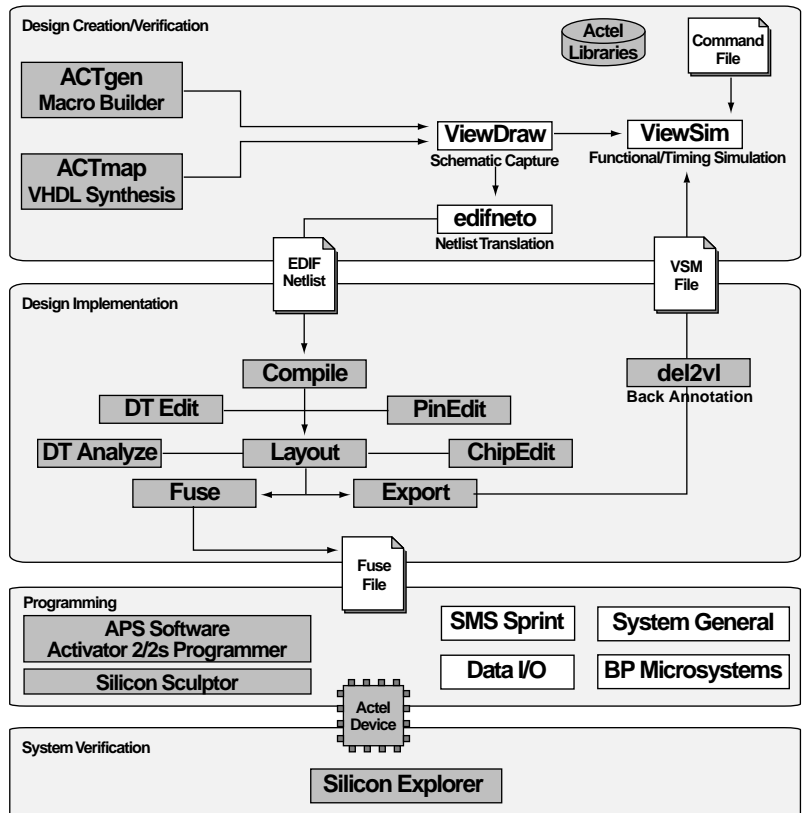 Design Creation/Verification
Actel
Libraries
Command
File
ACTgen
Macro Builder
ViewDraw
Schematic Capture
ViewSim
Functional/Timing Simulation
ACTmap
VHDL Synthesis
edifneto
Netlist Translation
EDIF
Netlist
VSM
File
Design Implementation
Compile
del2vl
Back Annotation
DT Edit
PinEdit
DT Analyze
Layout
ChipEdit
Fuse
Export
Fuse
File
Programming
APS Software
Activator 2/2s Programmer
SMS Sprint
System General
Silicon Sculptor
Data I/O
BP Microsystems
Actel
Device
System Verification
Silicon Explorer